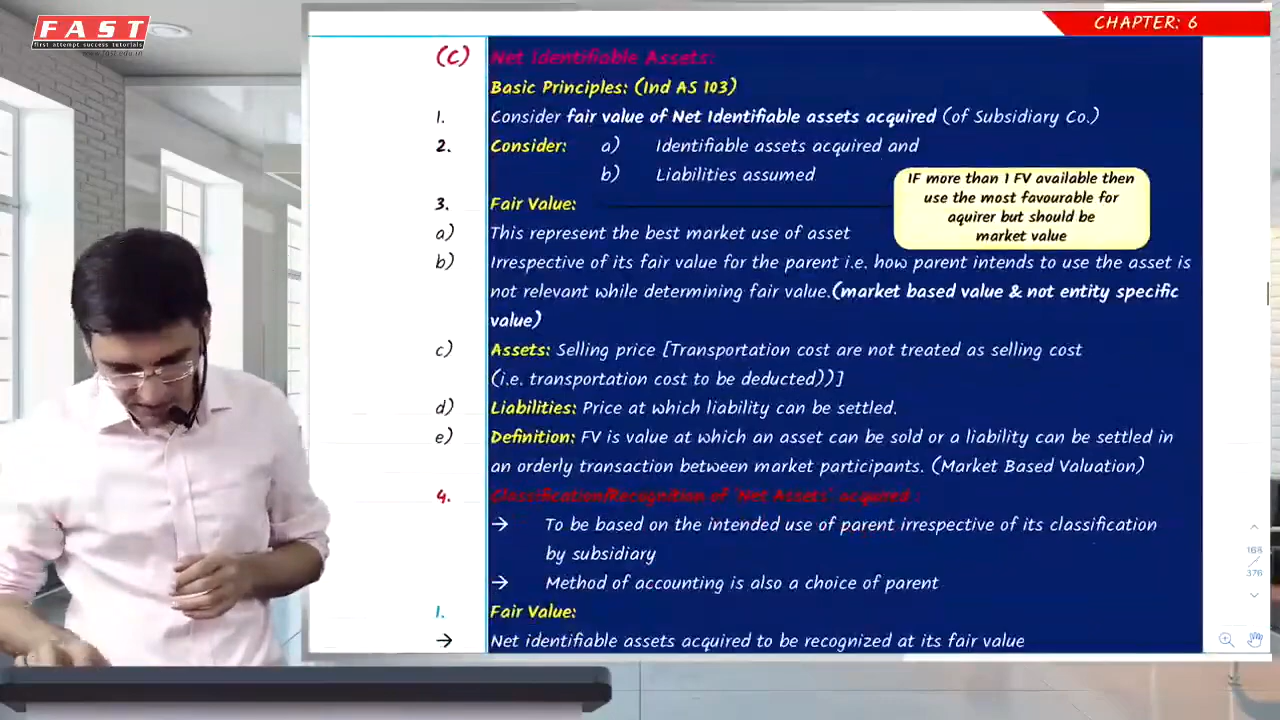 FAST
first attempt success tutorials
www.fast.edu.in
CHAPTER: 6
(C) Net Identifiable Assets:
Basic Principles: (Ind AS 103)
1. Consider fair value of Net Identifiable assets acquired (of Subsidiary Co.)
2. Consider: a) Identifiable assets acquired and
b) Liabilities assumed
IF more than 1 FV available then
use the most favourable for
aquirer but should be
market value
3. Fair Value:
a) This represent the best market use of asset
b) Irrespective of its fair value for the parent i.e. how parent intends to use the asset is
not relevant while determining fair value.(market based value & not entity specific
value)
c) Assets: Selling price [Transportation cost are not treated as selling cost
(i.e. transportation cost to be deducted))]
d) Liabilities: Price at which liability can be settled.
e) Definition: FV is value at which an asset can be sold or a liability can be settled in
an orderly transaction between market participants. (Market Based Valuation)
4. Classification/Recognition of 'Net Assets' acquired :
→ To be based on the intended use of parent irrespective of its classification
by subsidiary
→ Method of accounting is also a choice of parent
1. Fair Value:
→ Net identifiable assets acquired to be recognized at its fair value
168
/
376